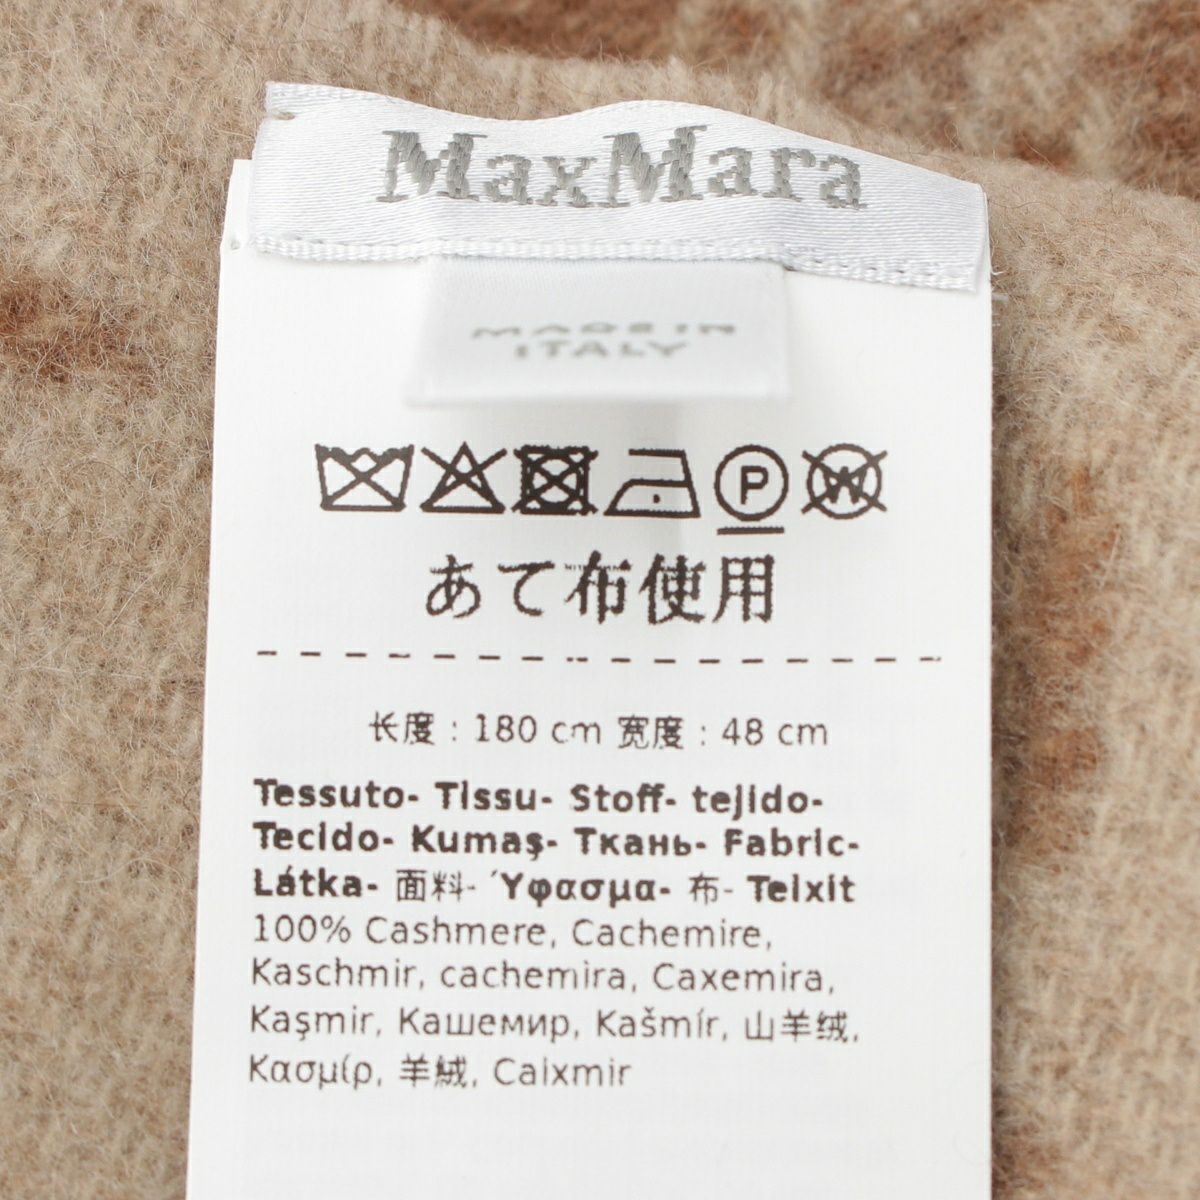 MaxMara
MADE IN
ITALY
P
W
あて布使用
长度 : 180 cm 宽度 : 48 cm
Tessuto- Tissu- Stoff- tejido-
Tecido- Kumaş- Ткань- Fabric-
Látka- 面料- Ύφασμα- 布- Teixit
100% Cashmere, Cachemire,
Kaschmir, cachemira, Caxemira,
Kaşmir, Кашемир, Kašmír, 山羊绒,
Κασμίρ, 羊絨, Caixmir